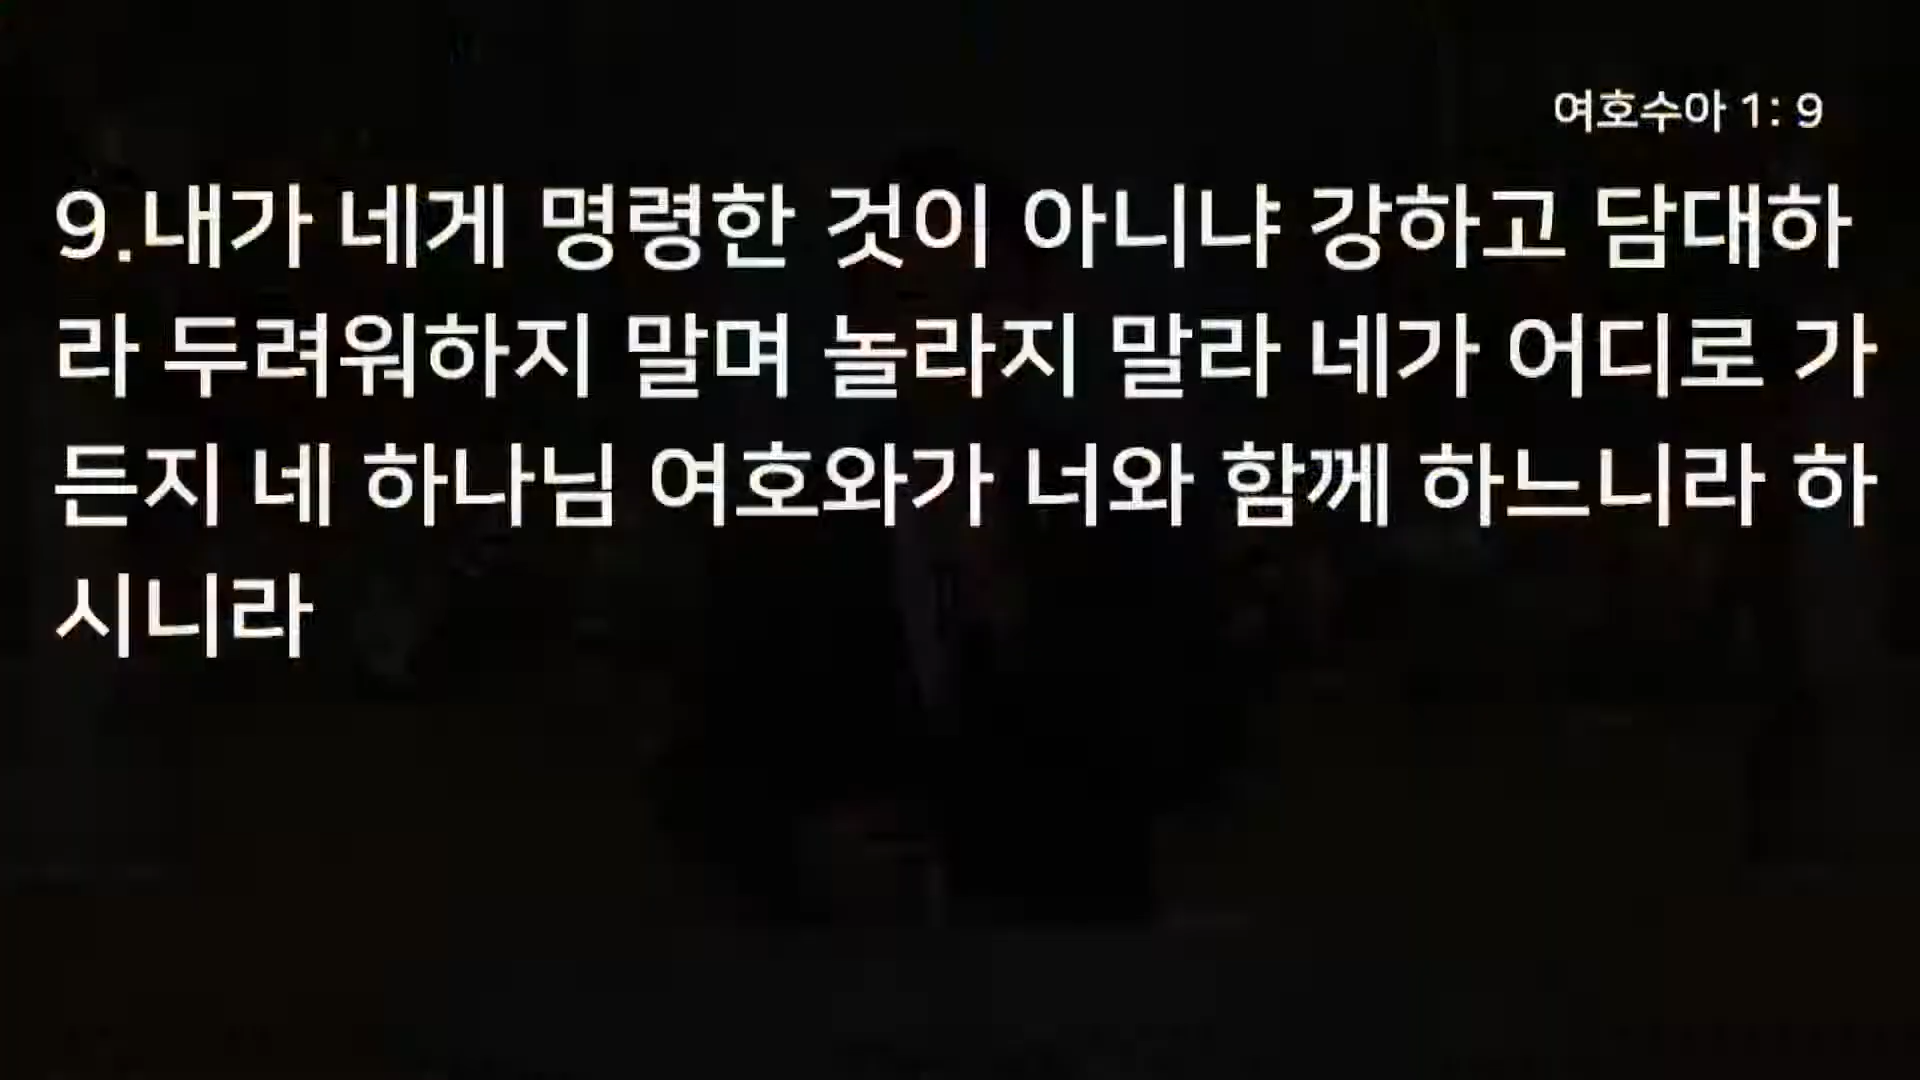 여호수아 1: 9
9.내가 네게 명령한 것이 아니냐 강하고 담대하
라 두려워하지 말며 놀라지 말라 네가 어디로 가
든지 네 하나님 여호와가 너와 함께 하느니라 하
시니라